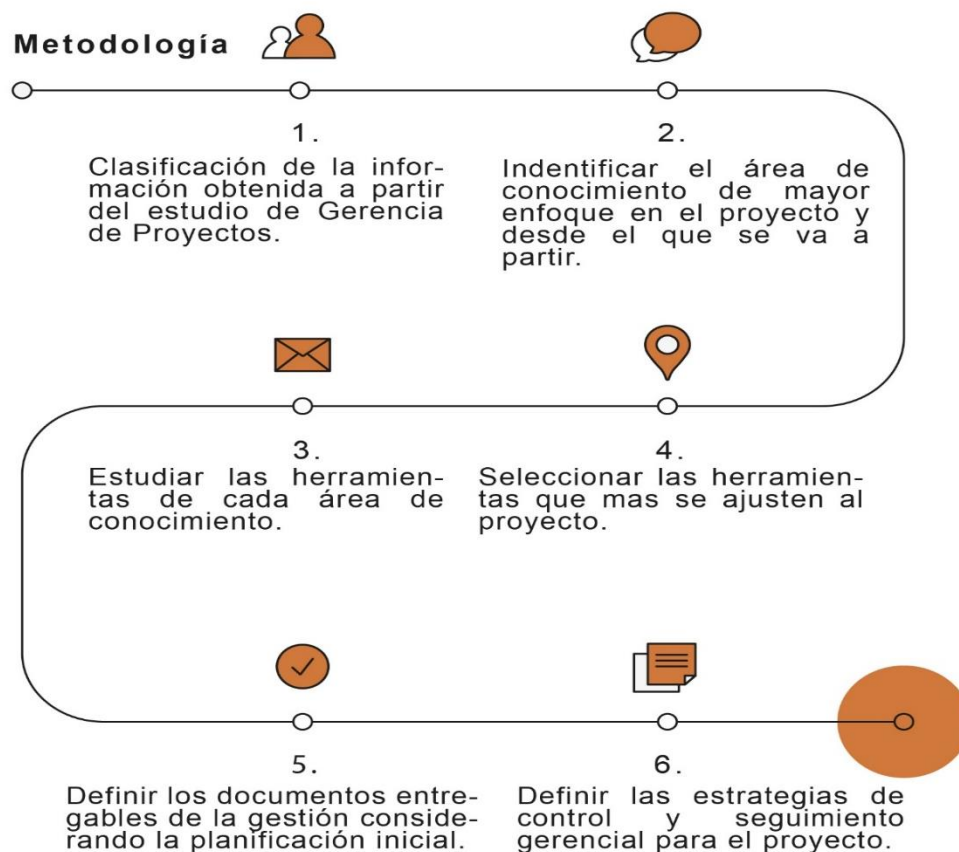 Metodología
1.
Clasificación de la infor-
mación obtenida a partir
del estudio de Gerencia
de Proyectos.
2.
Indentificar el área de
conocimiento de mayor
enfoque en el proyecto y
desde el que se va a
partir.
3.
Estudiar las herramien-
tas de cada área de
conocimiento.
4.
Seleccionar las herramien-
tas que mas se ajusten al
proyecto.
5.
Definir los documentos entre-
gables de la gestión conside-
rando la planificación inicial.
6.
Definir las estrategias de
control y seguimiento
gerencial para el proyecto.